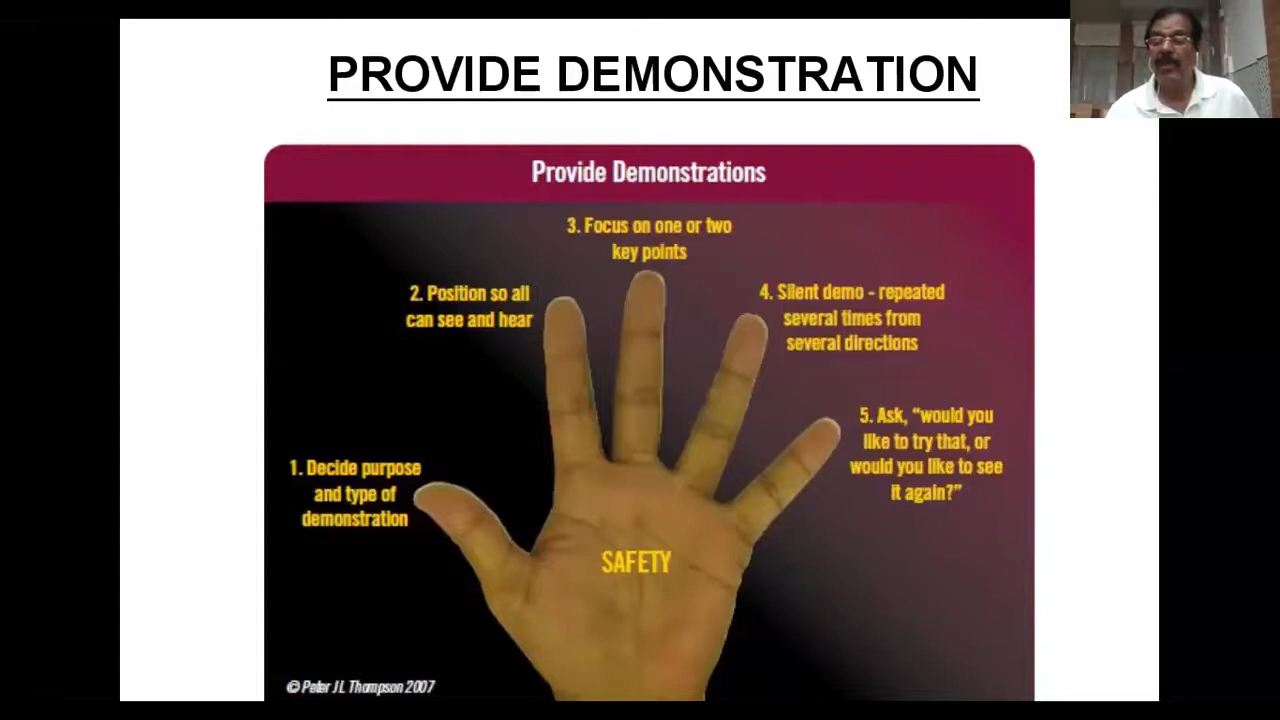 PROVIDE DEMONSTRATION
Provide Demonstrations
3. Focus on one or two
key points
2. Position so all
can see and hear
4. Silent demo - repeated
several times from
several directions
5. Ask, “would you
like to try that, or
would you like to see
it again?”
1. Decide purpose
and type of
demonstration
SAFETY
© Peter J L Thompson 2007